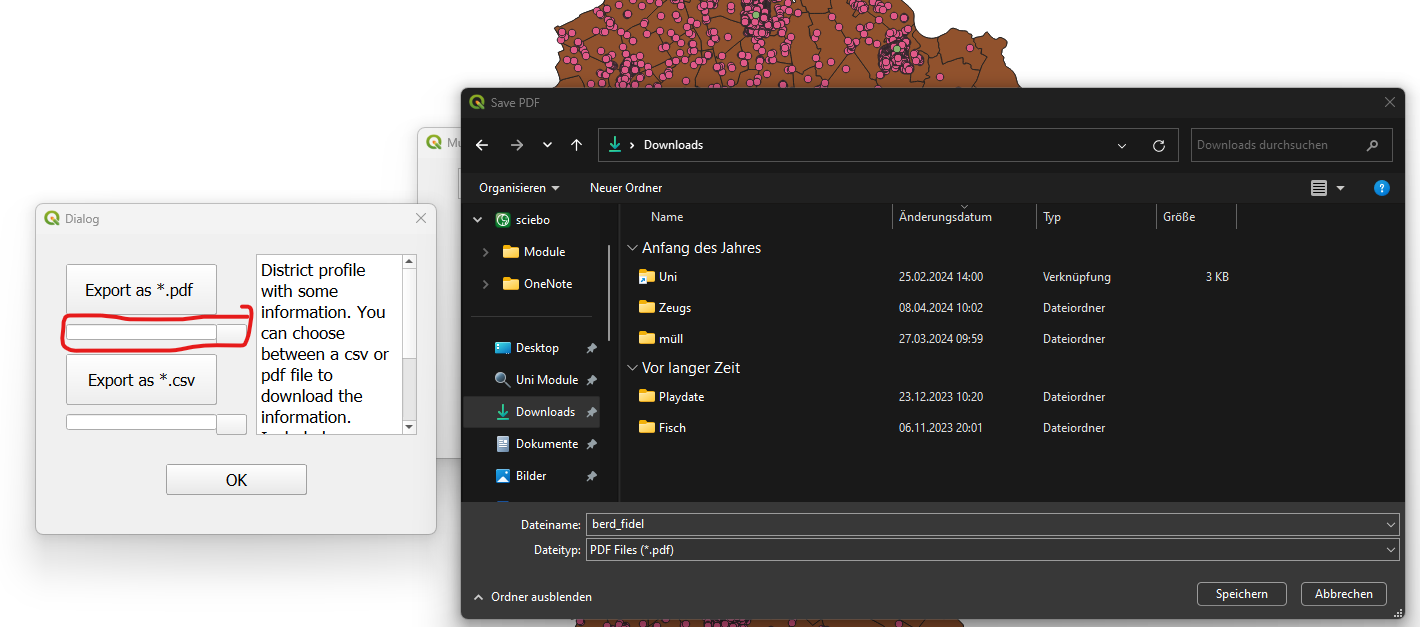 Save PDF
Downloads
Downloads durchsuchen
Organisieren
Neuer Ordner
Dialog
Export as *.pdf
Export as *.csv
District profile
with some
information. You
can choose
between a csv or
pdf file to
download the
information.
OK
sciebo
Module
OneNote
Desktop
Uni Module
Downloads
Dokumente
Bilder
Name Änderungsdatum Typ Größe
Anfang des Jahres
Uni 25.02.2024 14:00 Verknüpfung 3 KB
Zeugs 08.04.2024 10:02 Dateiordner
müll 27.03.2024 09:59 Dateiordner
Vor langer Zeit
Playdate 23.12.2023 10:20 Dateiordner
Fisch 06.11.2023 20:01 Dateiordner
Dateiname: berd_fidel
Dateityp: PDF Files (*.pdf)
Ordner ausblenden
Speichern
Abbrechen